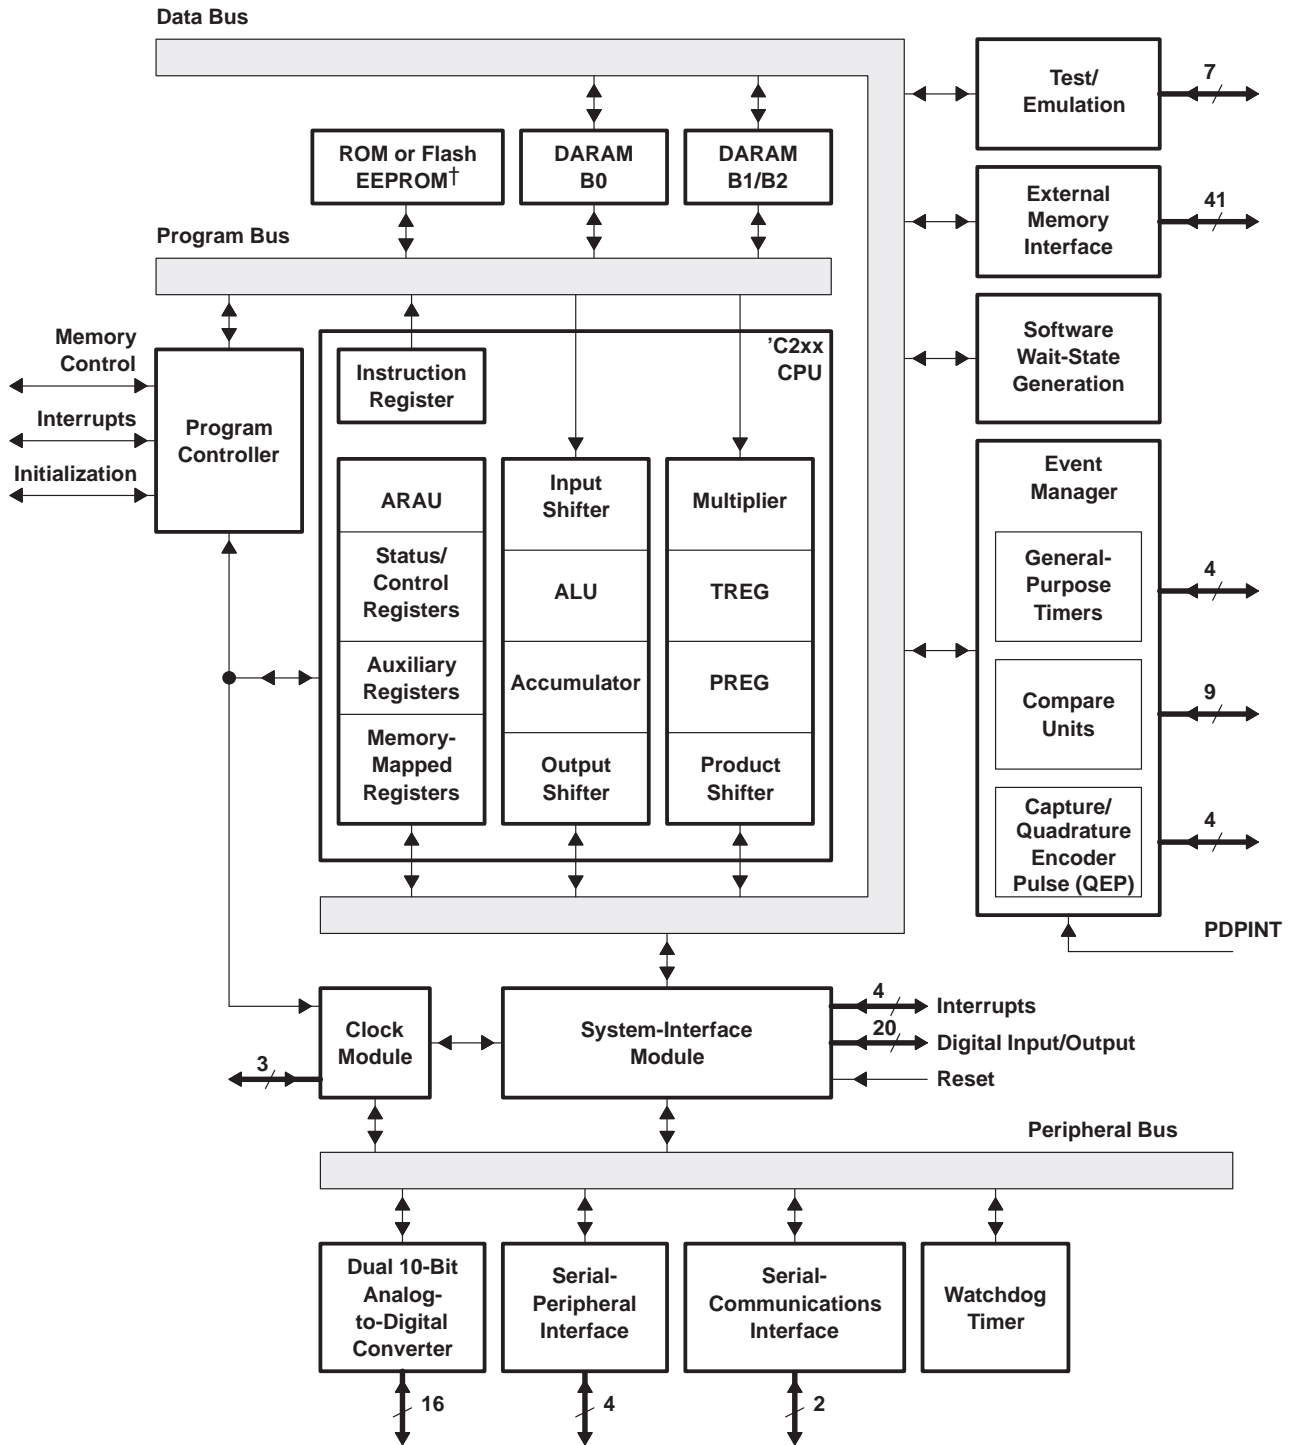 Data Bus
Test/
Emulation
7
ROM or Flash
EEPROM†
DARAM
B0
DARAM
B1/B2
External
Memory
Interface
41
Program Bus
Software
Wait-State
Generation
Memory
Control
Interrupts
Initialization
Program
Controller
'C2xx
CPU
Instruction
Register
ARAU
Status/
Control
Registers
Auxiliary
Registers
Memory-
Mapped
Registers
Input
Shifter
ALU
Accumulator
Output
Shifter
Multiplier
TREG
PREG
Product
Shifter
Event
Manager
General-
Purpose
Timers
4
Compare
Units
9
Capture/
Quadrature
Encoder
Pulse (QEP)
4
PDPINT
Clock
Module
3
System-Interface
Module
4
Interrupts
20
Digital Input/Output
Reset
Peripheral Bus
Dual 10-Bit
Analog-
to-Digital
Converter
16
Serial-
Peripheral
Interface
4
Serial-
Communications
Interface
2
Watchdog
Timer